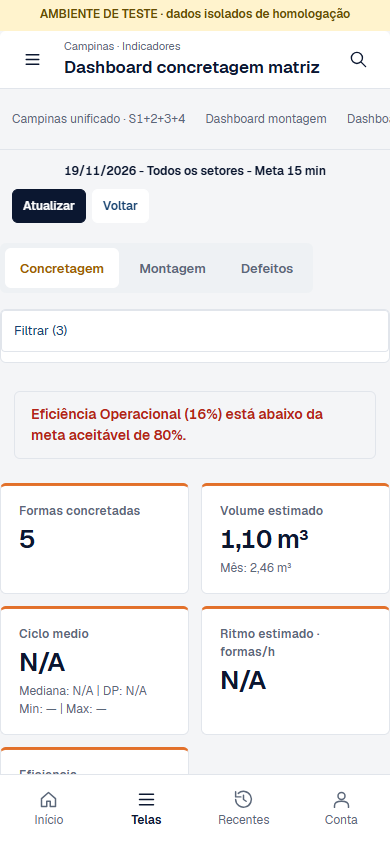 AMBIENTE DE TESTE · dados isolados de homologação
Campinas · Indicadores
Dashboard concretagem matriz
Campinas unificado · S1+2+3+4 Dashboard montagem Dashbo
19/11/2026 - Todos os setores - Meta 15 min
Atualizar Voltar
Concretagem Montagem Defeitos
Filtrar (3)
Eficiência Operacional (16%) está abaixo da
meta aceitável de 80%.
Formas concretadas
5
Volume estimado
1,10 m³
Mês: 2,46 m³
Ciclo medio
N/A
Mediana: N/A | DP: N/A
Min: — | Max: —
Ritmo estimado ·
formas/h
N/A
Início Telas Recentes Conta